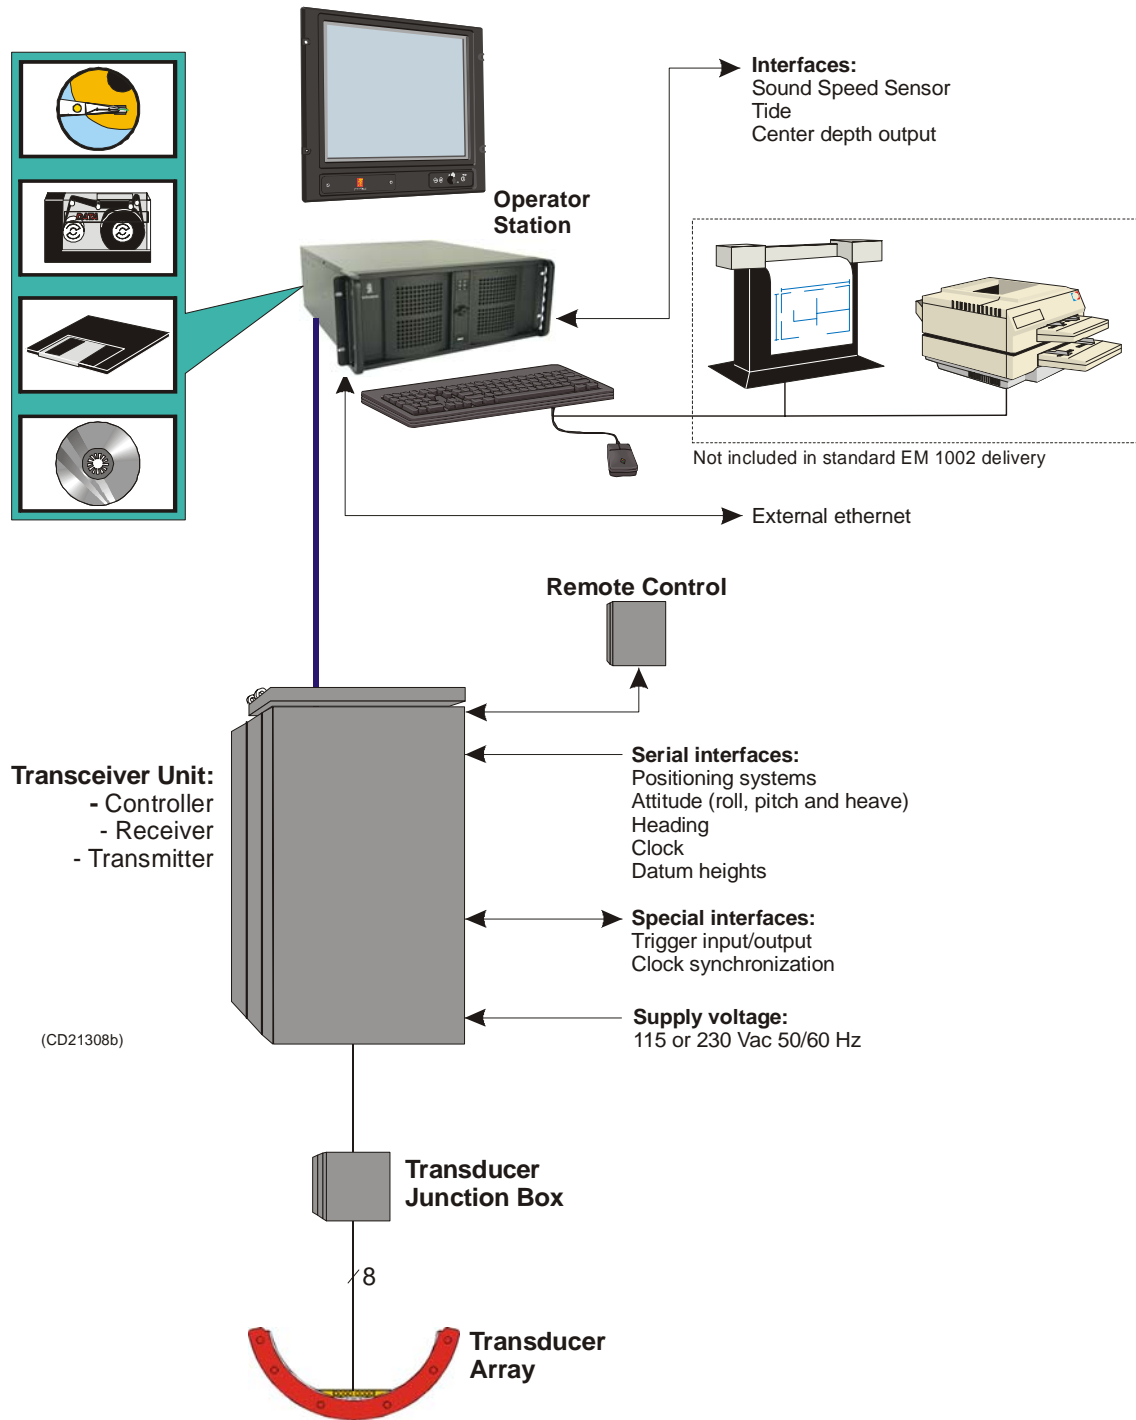 Interfaces:
Sound Speed Sensor
Tide
Center depth output
Operator
Station
DATA
Not included in standard EM 1002 delivery
External ethernet
Remote Control
Transceiver Unit:
- Controller
- Receiver
- Transmitter
Serial interfaces:
Positioning systems
Attitude (roll, pitch and heave)
Heading
Clock
Datum heights
Special interfaces:
Trigger input/output
Clock synchronization
Supply voltage:
115 or 230 Vac 50/60 Hz
(CD21308b)
Transducer
Junction Box
8
Transducer
Array